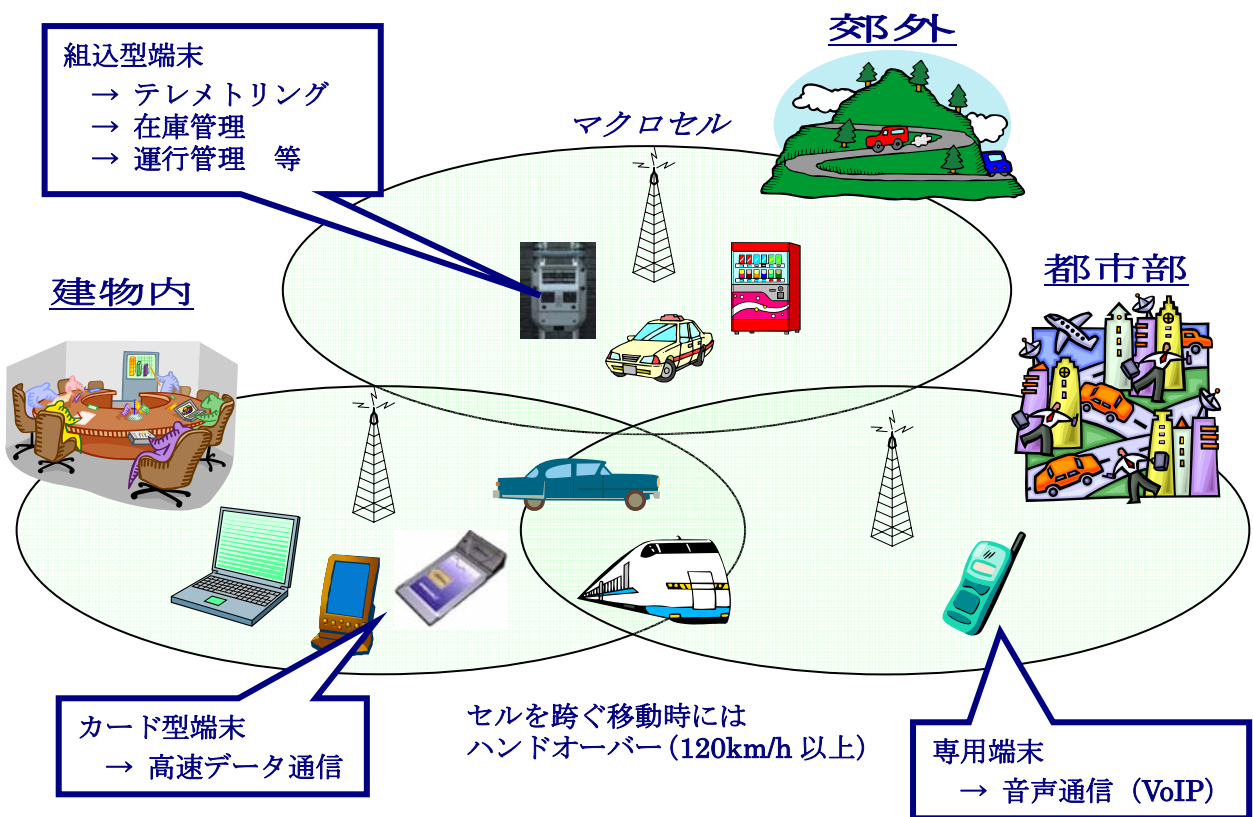 郊外
組込型端末
→ テレメトリング
→ 在庫管理
→ 運行管理　等
マクロセル
建物内
都市部
カード型端末
→ 高速データ通信
セルを跨ぐ移動時には
ハンドオーバー（120km/h 以上）
専用端末
→ 音声通信（VoIP）